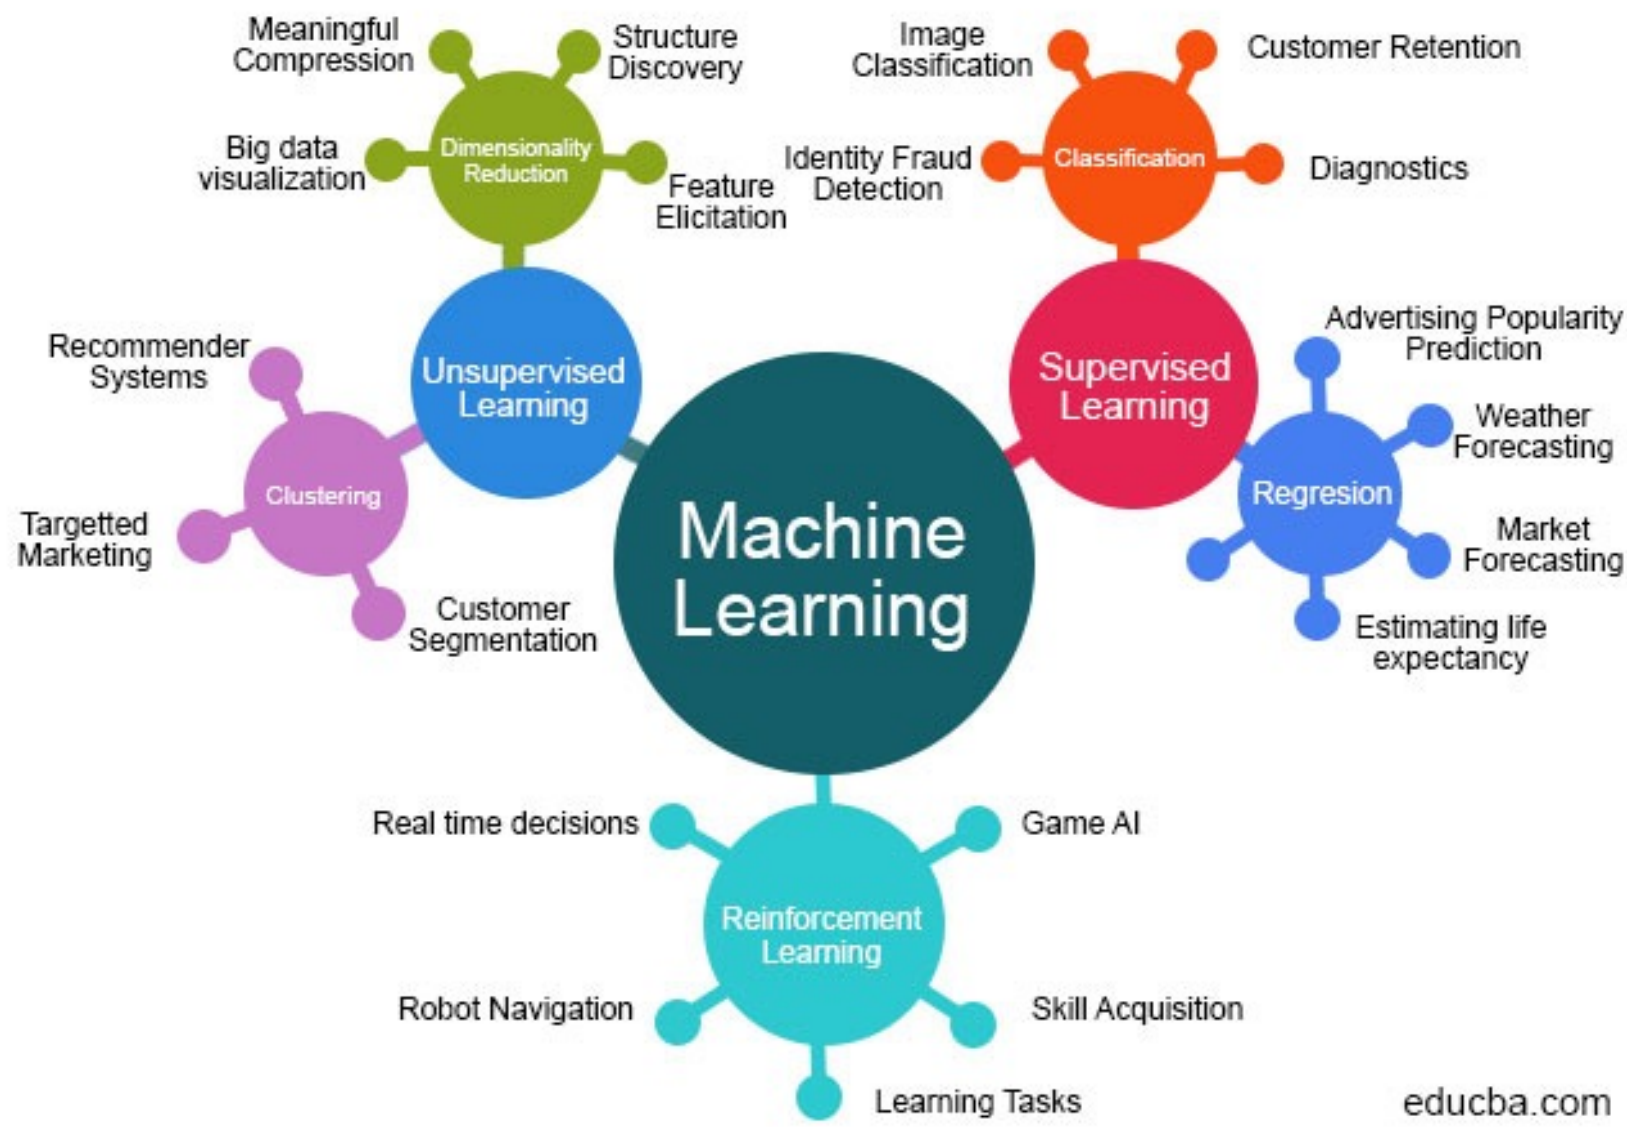 Meaningful
Compression
Structure
Discovery
Big data
visualization
Dimensionality
Reduction
Feature
Elicitation
Image
Classification
Customer Retention
Identity Fraud
Detection
Classification
Diagnostics
Recommender
Systems
Unsupervised
Learning
Clustering
Targetted
Marketing
Customer
Segmentation
Machine
Learning
Supervised
Learning
Advertising Popularity
Prediction
Weather
Forecasting
Regresion
Market
Forecasting
Estimating life
expectancy
Real time decisions
Game AI
Reinforcement
Learning
Robot Navigation
Skill Acquisition
Learning Tasks
educba.com